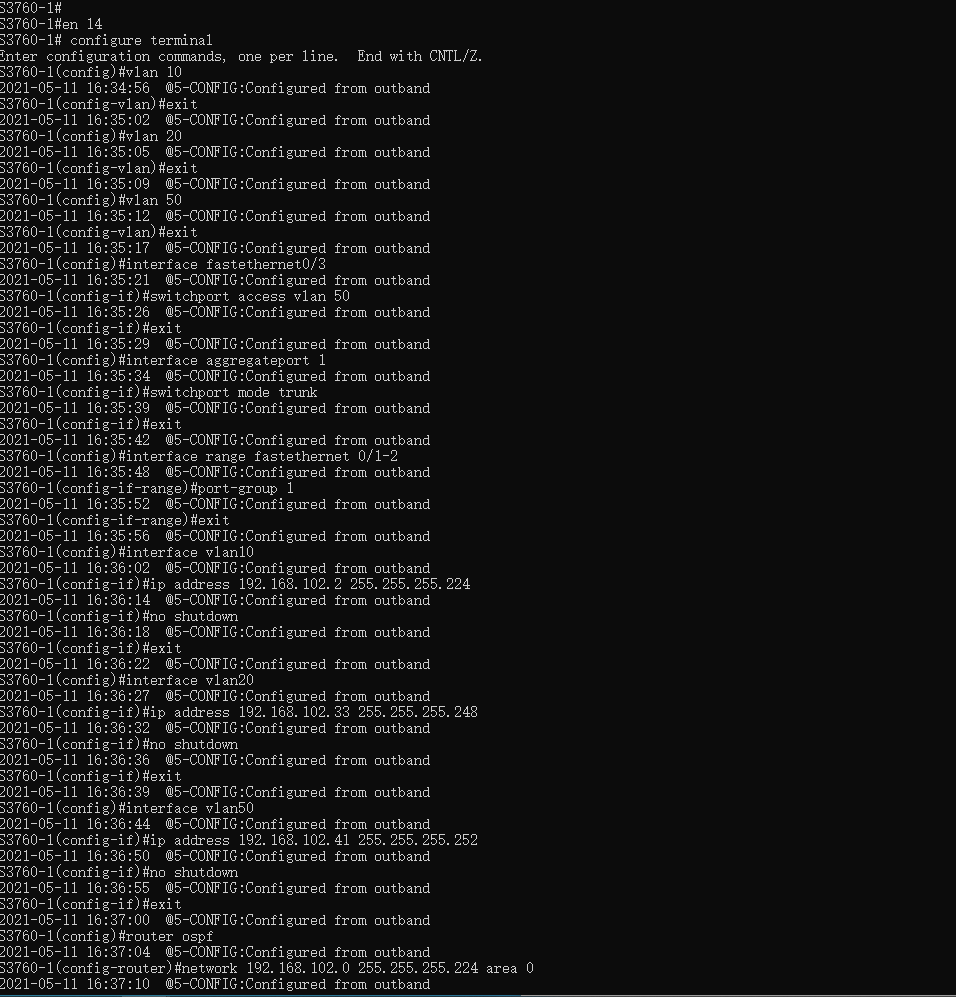 S3760-1#
S3760-1#en 14
S3760-1# configure terminal
Enter configuration commands, one per line.  End with CNTL/Z.
S3760-1(config)#vlan 10
2021-05-11 16:34:56  @5-CONFIG:Configured from outband
S3760-1(config-vlan)#exit
2021-05-11 16:35:02  @5-CONFIG:Configured from outband
S3760-1(config)#vlan 20
2021-05-11 16:35:05  @5-CONFIG:Configured from outband
S3760-1(config-vlan)#exit
2021-05-11 16:35:09  @5-CONFIG:Configured from outband
S3760-1(config)#vlan 50
2021-05-11 16:35:12  @5-CONFIG:Configured from outband
S3760-1(config-vlan)#exit
2021-05-11 16:35:17  @5-CONFIG:Configured from outband
S3760-1(config)#interface fastethernet0/3
2021-05-11 16:35:21  @5-CONFIG:Configured from outband
S3760-1(config-if)#switchport access vlan 50
2021-05-11 16:35:26  @5-CONFIG:Configured from outband
S3760-1(config-if)#exit
2021-05-11 16:35:29  @5-CONFIG:Configured from outband
S3760-1(config)#interface aggregateport 1
2021-05-11 16:35:34  @5-CONFIG:Configured from outband
S3760-1(config-if)#switchport mode trunk
2021-05-11 16:35:39  @5-CONFIG:Configured from outband
S3760-1(config-if)#exit
2021-05-11 16:35:42  @5-CONFIG:Configured from outband
S3760-1(config)#interface range fastethernet 0/1-2
2021-05-11 16:35:48  @5-CONFIG:Configured from outband
S3760-1(config-if-range)#port-group 1
2021-05-11 16:35:52  @5-CONFIG:Configured from outband
S3760-1(config-if-range)#exit
2021-05-11 16:35:56  @5-CONFIG:Configured from outband
S3760-1(config)#interface vlan10
2021-05-11 16:36:02  @5-CONFIG:Configured from outband
S3760-1(config-if)#ip address 192.168.102.2 255.255.255.224
2021-05-11 16:36:14  @5-CONFIG:Configured from outband
S3760-1(config-if)#no shutdown
2021-05-11 16:36:18  @5-CONFIG:Configured from outband
S3760-1(config-if)#exit
2021-05-11 16:36:22  @5-CONFIG:Configured from outband
S3760-1(config)#interface vlan20
2021-05-11 16:36:27  @5-CONFIG:Configured from outband
S3760-1(config-if)#ip address 192.168.102.33 255.255.255.248
2021-05-11 16:36:32  @5-CONFIG:Configured from outband
S3760-1(config-if)#no shutdown
2021-05-11 16:36:36  @5-CONFIG:Configured from outband
S3760-1(config-if)#exit
2021-05-11 16:36:39  @5-CONFIG:Configured from outband
S3760-1(config)#interface vlan50
2021-05-11 16:36:44  @5-CONFIG:Configured from outband
S3760-1(config-if)#ip address 192.168.102.41 255.255.255.252
2021-05-11 16:36:50  @5-CONFIG:Configured from outband
S3760-1(config-if)#no shutdown
2021-05-11 16:36:55  @5-CONFIG:Configured from outband
S3760-1(config-if)#exit
2021-05-11 16:37:00  @5-CONFIG:Configured from outband
S3760-1(config)#router ospf
2021-05-11 16:37:04  @5-CONFIG:Configured from outband
S3760-1(config-router)#network 192.168.102.0 255.255.255.224 area 0
2021-05-11 16:37:10  @5-CONFIG:Configured from outband